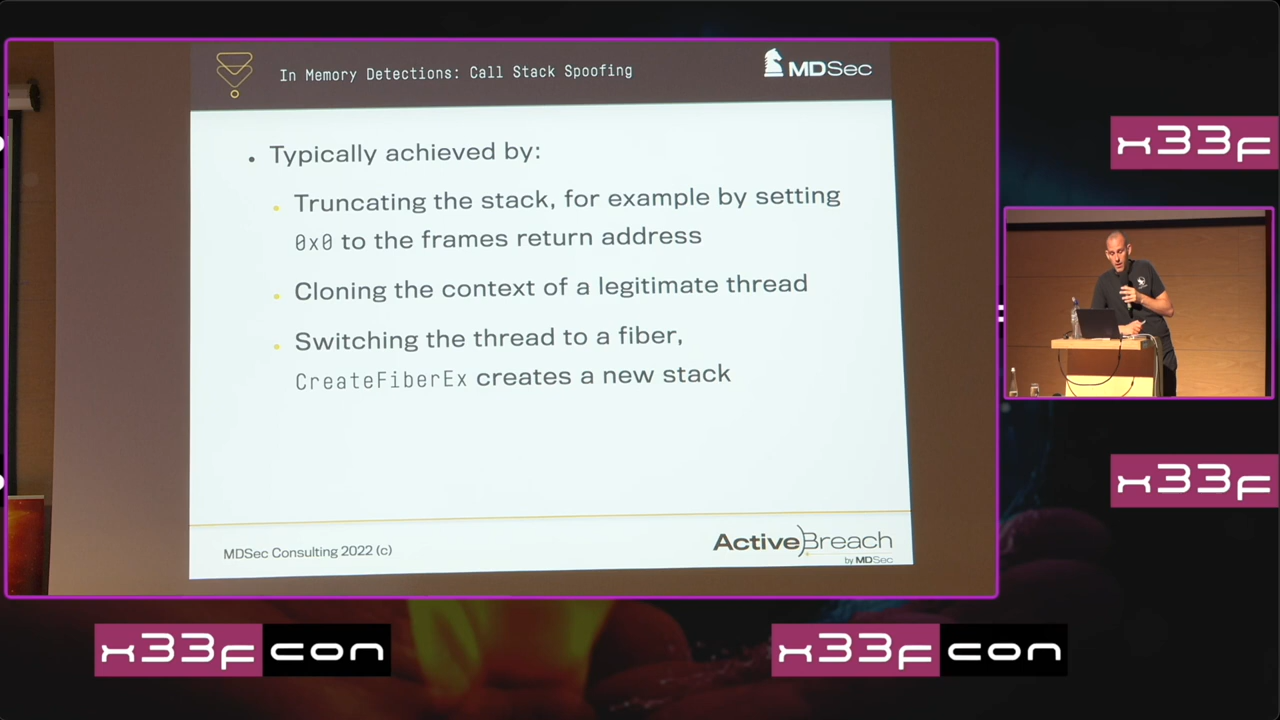 In Memory Detections: Call Stack Spoofing
MDSec
Typically achieved by:
Truncating the stack, for example by setting
0x0 to the frames return address
Cloning the context of a legitimate thread
Switching the thread to a fiber,
CreateFiberEx creates a new stack
MDSec Consulting 2022 (c)
ActiveBreach
by MDSec
x33f
x33f
x33fcon
x33fcon